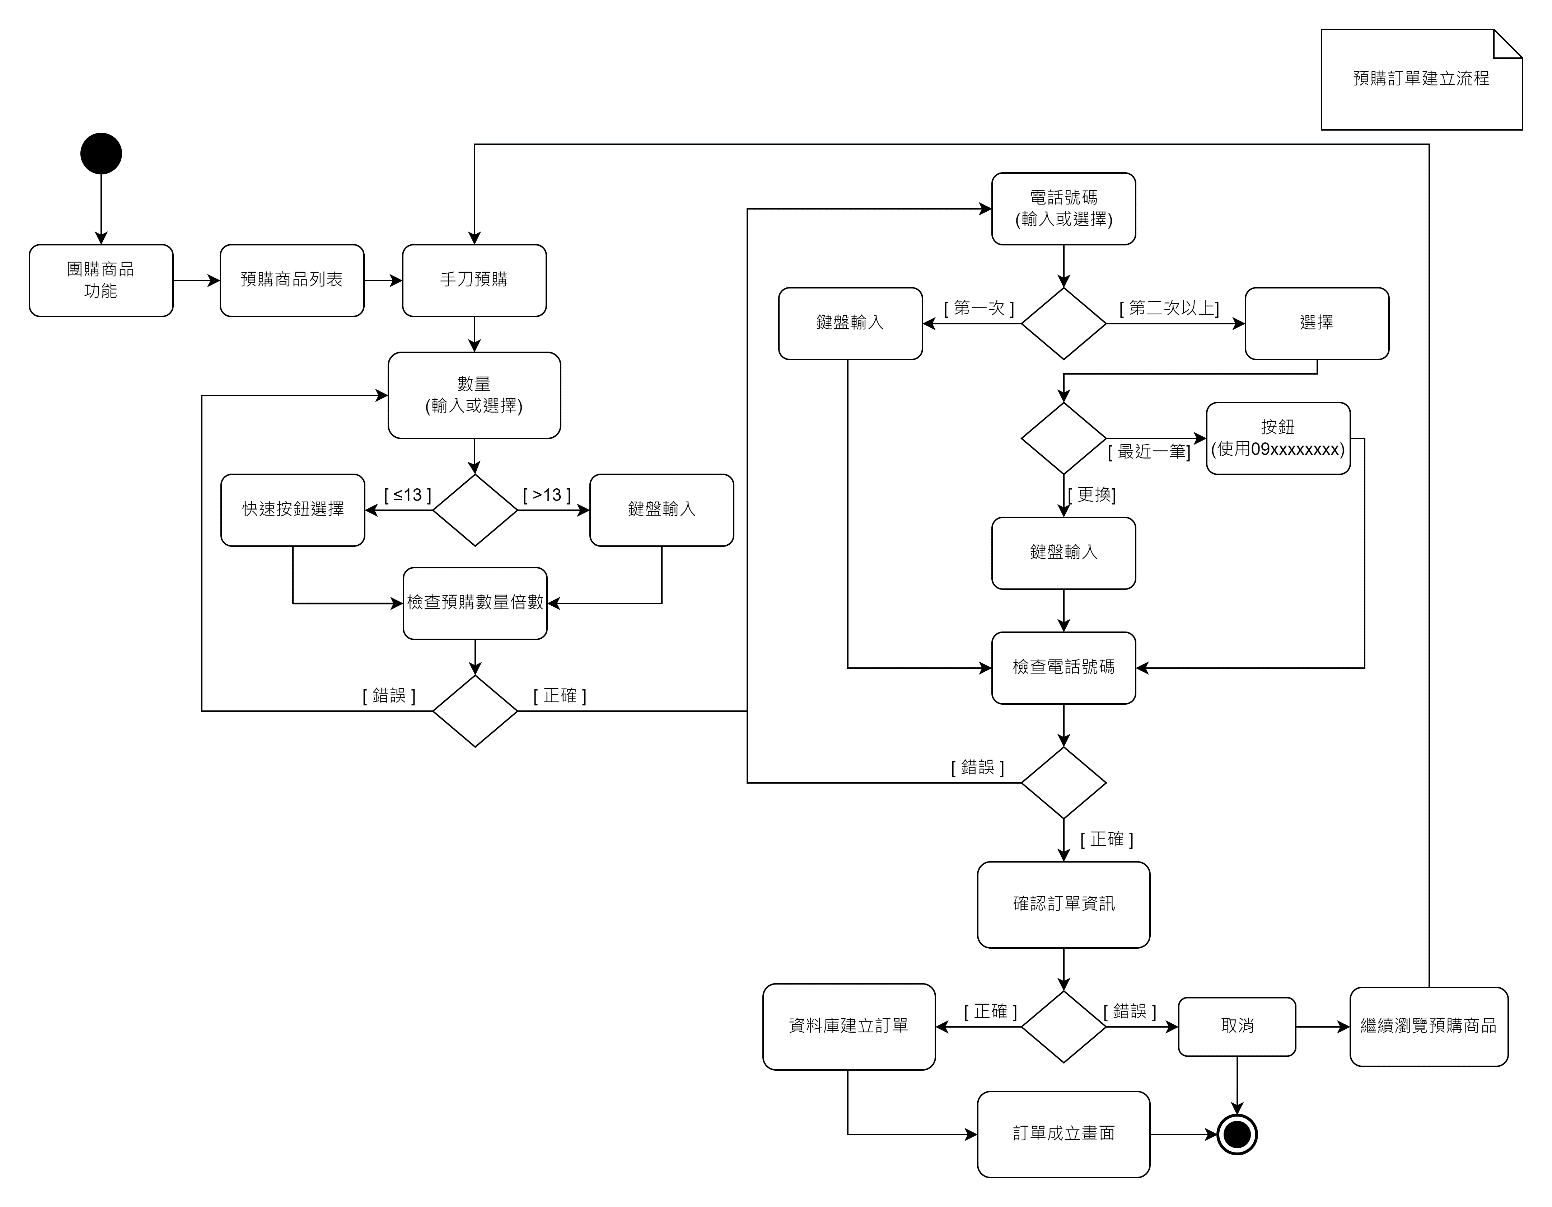 預購訂單建立流程
團購商品
功能
預購商品列表
手刀預購
數量
(輸入或選擇)
[ ≤13 ]
[ >13 ]
快速按鈕選擇
鍵盤輸入
檢查預購數量倍數
[ 錯誤 ]
[ 正確 ]
電話號碼
(輸入或選擇)
[ 第一次 ]
[ 第二次以上]
鍵盤輸入
選擇
[ 最近一筆]
按鈕
(使用09xxxxxxxx)
[ 更換]
鍵盤輸入
檢查電話號碼
[ 錯誤 ]
[ 正確 ]
確認訂單資訊
[ 正確 ]
[ 錯誤 ]
資料庫建立訂單
取消
繼續瀏覽預購商品
訂單成立畫面